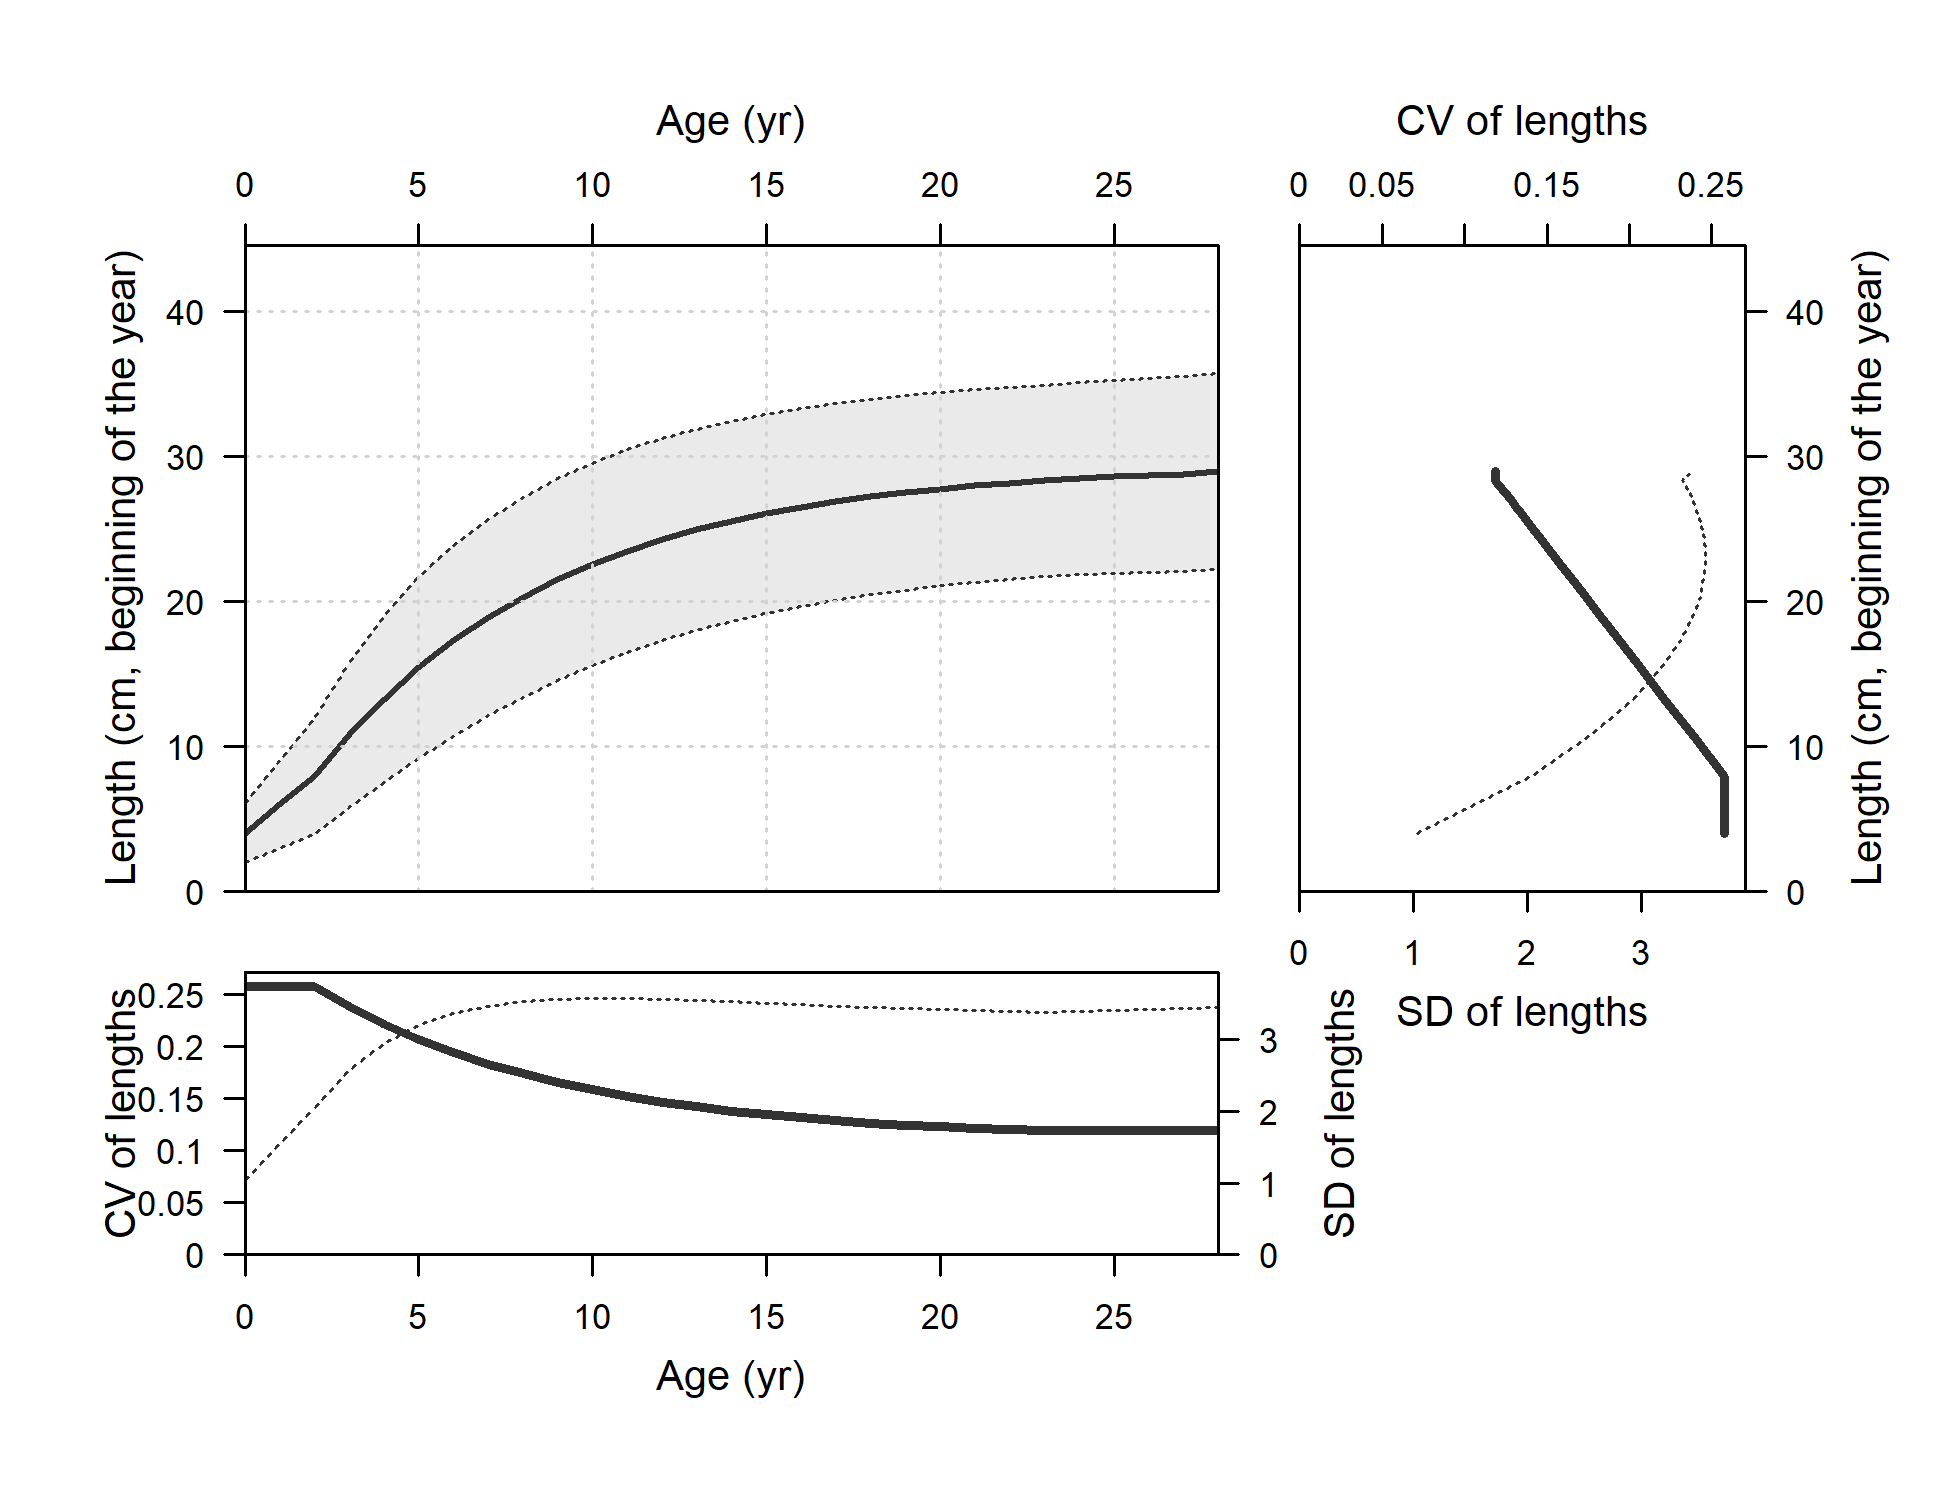 Age (yr)
0 5 10 15 20 25
Length (cm, beginning of the year)
40
30
20
10
0
CV of lengths
0 0.05 0.15 0.25
40
30
20
10
0
Length (cm, beginning of the year)
0 1 2 3
SD of lengths
CV of lengths
0.25
0.2
0.15
0.1
0.05
0
3
2
1
0
SD of lengths
0 5 10 15 20 25
Age (yr)